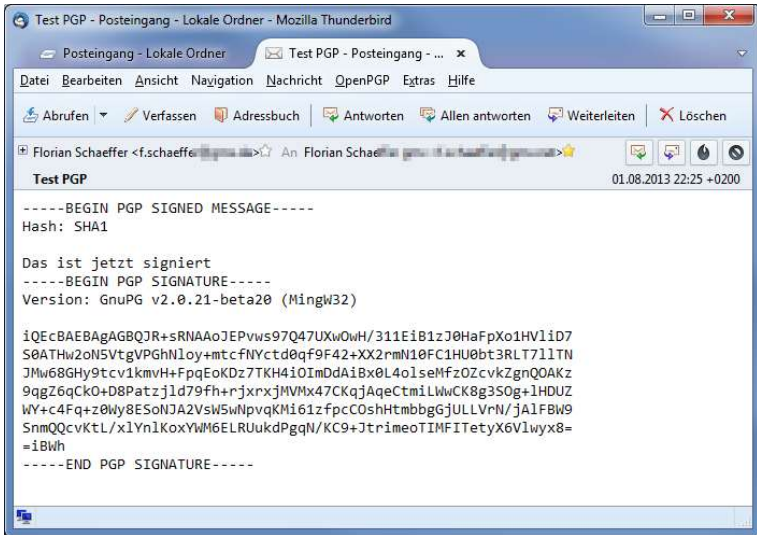 Test PGP - Posteingang - Lokale Ordner - Mozilla Thunderbird
Posteingang - Lokale Ordner Test PGP - Posteingang - ...
Datei Bearbeiten Ansicht Navigation Nachricht OpenPGP Extras Hilfe
Abrufen Verfassen Adressbuch Antworten Allen antworten Weiterleiten Löschen
Florian Schaeffer <f.schaeffe > An Florian Schae >
Test PGP 01.08.2013 22:25 +0200
-----BEGIN PGP SIGNED MESSAGE-----
Hash: SHA1
Das ist jetzt signiert
-----BEGIN PGP SIGNATURE-----
Version: GnuPG v2.0.21-beta20 (MingW32)
iQEcBAEBAgAGBQJR+sRNAAoJEPvws97Q47UXwOwH/311EiB1zJ0HaFpXo1HVliD7
S0ATHw2oN5VtgVPGhNloy+mtcfNYctd0qf9F42+XX2rmN10FC1HU0bt3RLT7llTN
JMw68GHy9tcv1kmvH+FpqEoKDz7TKH4iOImDdAiBx0L4olseMfzOZcvkZgnQOAKz
9qgZ6qCkO+D8Patzjld79fh+rjxrxjMVMx47CKqjAqeCtmiLWwCK8g3SOg+lHDUZ
WY+c4Fq+z0Wy8ESoNJA2VsW5wNpvqKMi61zfpcCOshHtmbbgGjULLVrN/jAlFBW9
SnmQQcvKtL/xlYnlKoxYWM6ELRUukdPgqN/KC9+JtrimeoTIMFITetyX6Vlwyx8=
=iBWh
-----END PGP SIGNATURE-----